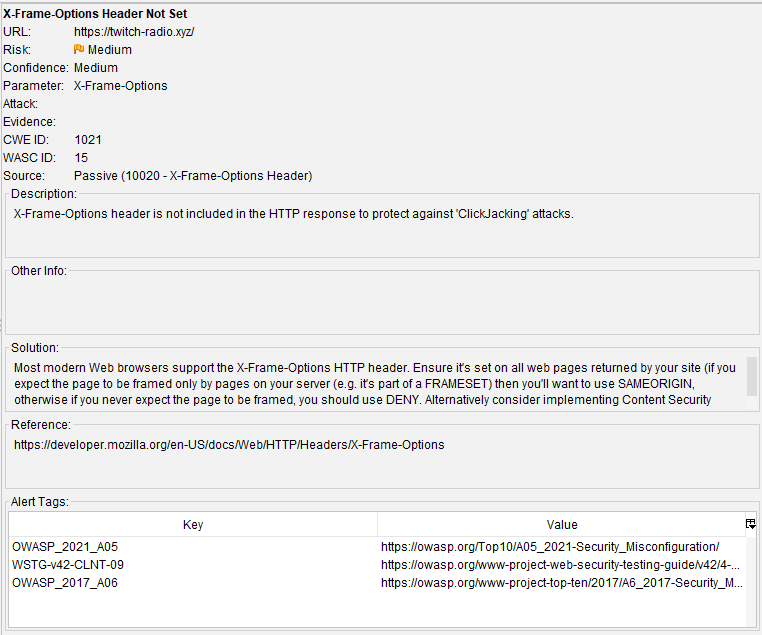 X-Frame-Options Header Not Set
URL: https://twitch-radio.xyz/
Risk: Medium
Confidence: Medium
Parameter: X-Frame-Options
Attack:
Evidence:
CWE ID: 1021
WASC ID: 15
Source: Passive (10020 - X-Frame-Options Header)
Description:
X-Frame-Options header is not included in the HTTP response to protect against 'ClickJacking' attacks.
Other Info:
Solution:
Most modern Web browsers support the X-Frame-Options HTTP header. Ensure it's set on all web pages returned by your site (if you
expect the page to be framed only by pages on your server (e.g. it's part of a FRAMESET) then you'll want to use SAMEORIGIN,
otherwise if you never expect the page to be framed, you should use DENY. Alternatively consider implementing Content Security
Reference:
https://developer.mozilla.org/en-US/docs/Web/HTTP/Headers/X-Frame-Options
Alert Tags:
Key Value
OWASP_2021_A05 https://owasp.org/Top10/A05_2021-Security_Misconfiguration/
WSTG-v42-CLNT-09 https://owasp.org/www-project-web-security-testing-guide/v42/4-...
OWASP_2017_A06 https://owasp.org/www-project-top-ten/2017/A6_2017-Security_M...